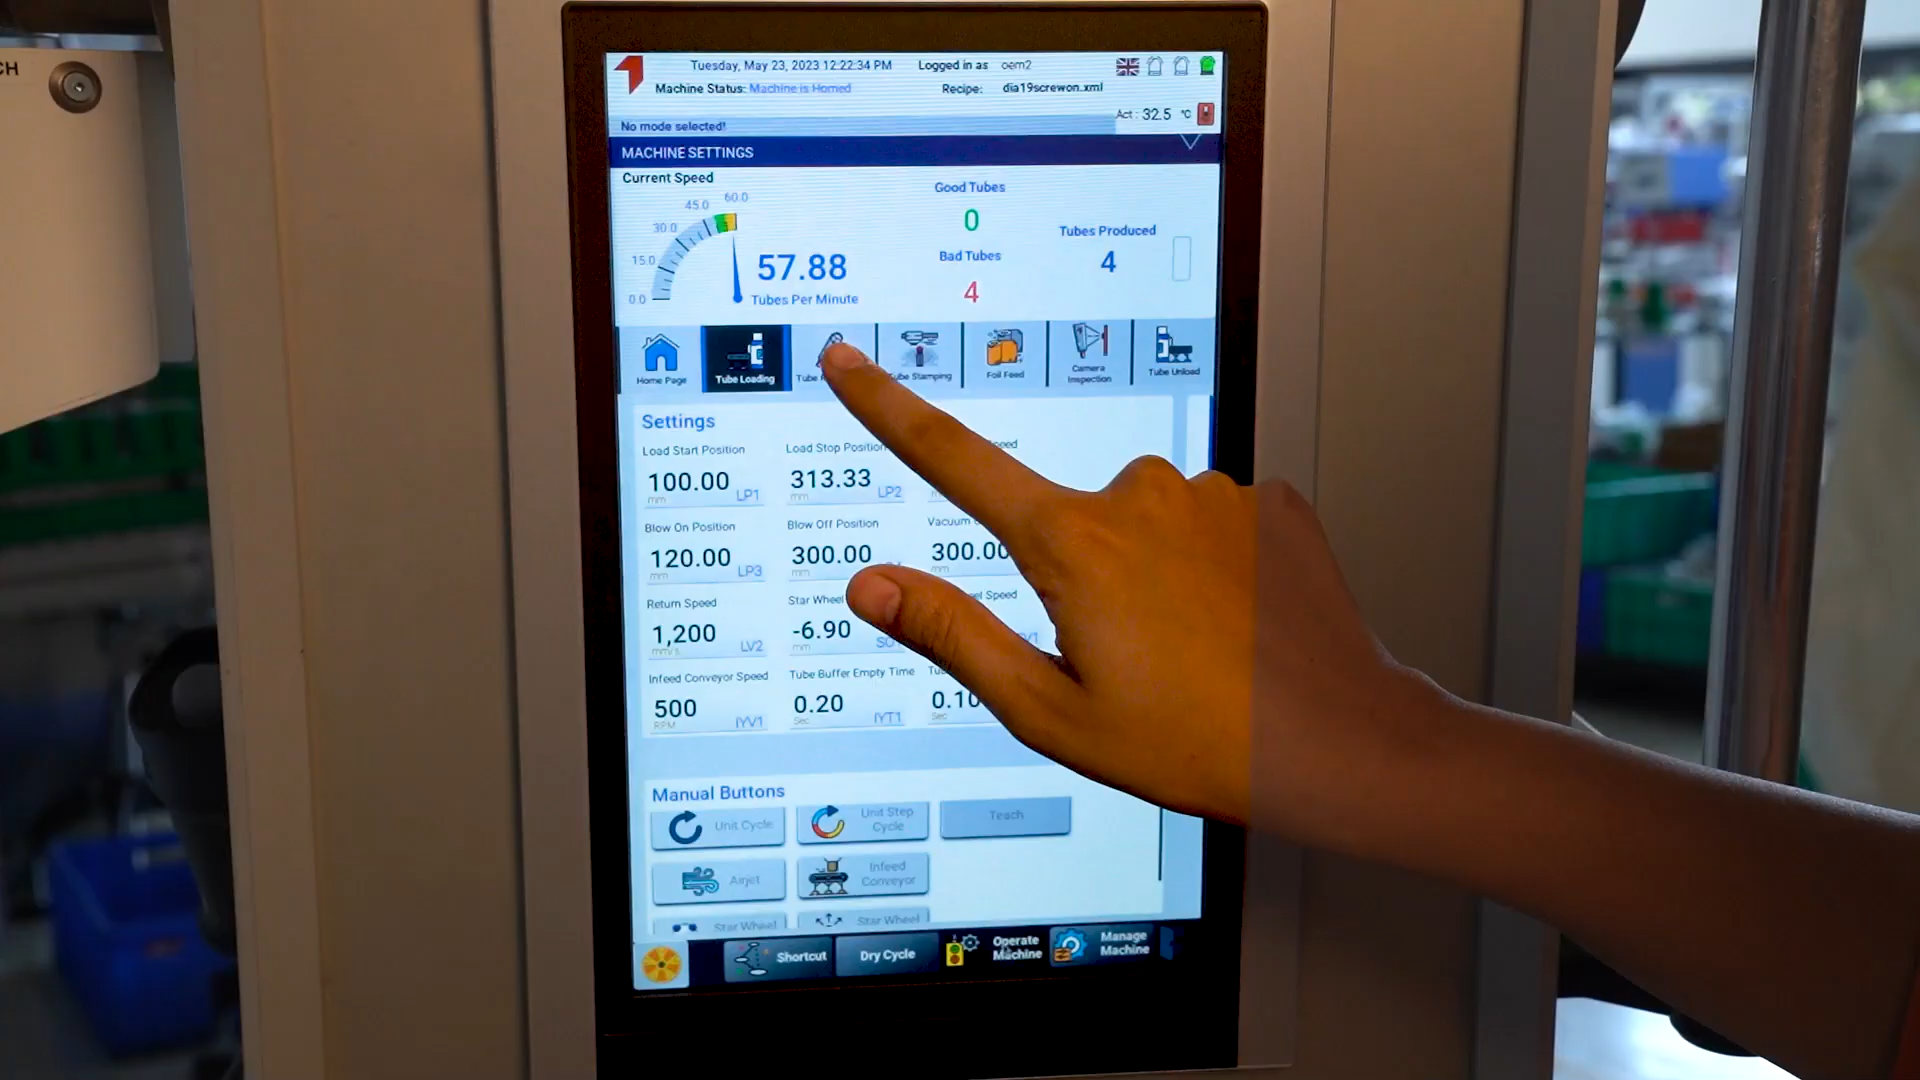 CH
Tuesday, May 23, 2023 12:22:34 PM Logged in as oem2
Machine Status: Machine is Homed Recipe: dia19screwon.xml
Act : 32.5 °C
No mode selected!
MACHINE SETTINGS
Current Speed
0.0 15.0 30.0 45.0 60.0
57.88
Tubes Per Minute
Good Tubes
0
Bad Tubes
4
Tubes Produced
4
Home Page
Tube Loading
Tube
Tube Stamping
Foil Feed
Camera
Inspection
Tube Unload
Settings
Load Start Position
100.00
mm LP1
Load Stop Position
313.33
mm LP2
Blow On Position
120.00
mm LP3
Blow Off Position
300.00
mm
Vacuum
300.00
mm
Return Speed
1,200
mm/s LV2
Star Wheel
-6.90
mm
Speed
Infeed Conveyor Speed
500
RPM IYV1
Tube Buffer Empty Time
0.20
Sec IYT1
0.10
Sec
Manual Buttons
Unit Cycle
Unit Step
Cycle
Teach
Airjet
Infeed
Conveyor
Star Wheel
Star Wheel
Shortcut
Dry Cycle
Operate
Machine
Manage
Machine